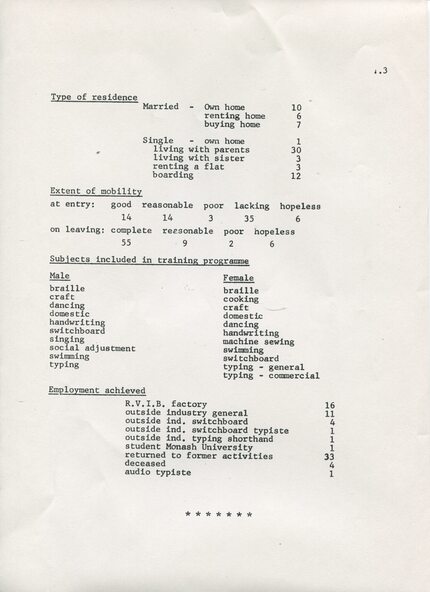 .3
Type of residence
Married - Own home 10
renting home 6
buying home 7
Single - own home 1
living with parents 30
living with sister 3
renting a flat 3
boarding 12
Extent of mobility
at entry: good reasonable poor lacking hopeless
14 14 3 35 6
on leaving: complete reasonable poor hopeless
55 9 2 6
Subjects included in training programme
Male Female
braille braille
craft cooking
dancing craft
domestic domestic
handwriting dancing
switchboard handwriting
singing machine sewing
social adjustment swimming
swimming switchboard
typing typing - general
typing - commercial
Employment achieved
R.V.I.B. factory 16
outside industry general 11
outside ind. switchboard 4
outside ind. switchboard typiste 1
outside ind. typing shorthand 1
student Monash University 1
returned to former activities 33
deceased 4
audio typiste 1
* * * * * * *